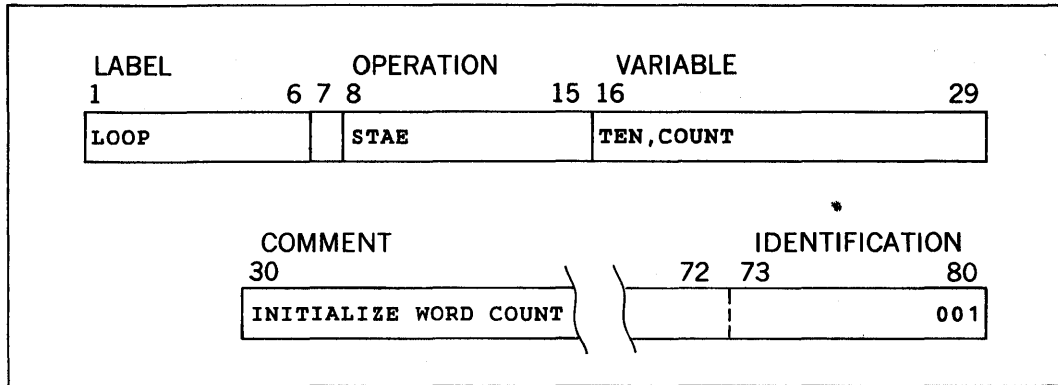 LABEL OPERATION VARIABLE
1 6 7 8 15 16 29
LOOP STAE TEN,COUNT
COMMENT IDENTIFICATION
30 72 73 80
INITIALIZE WORD COUNT 001